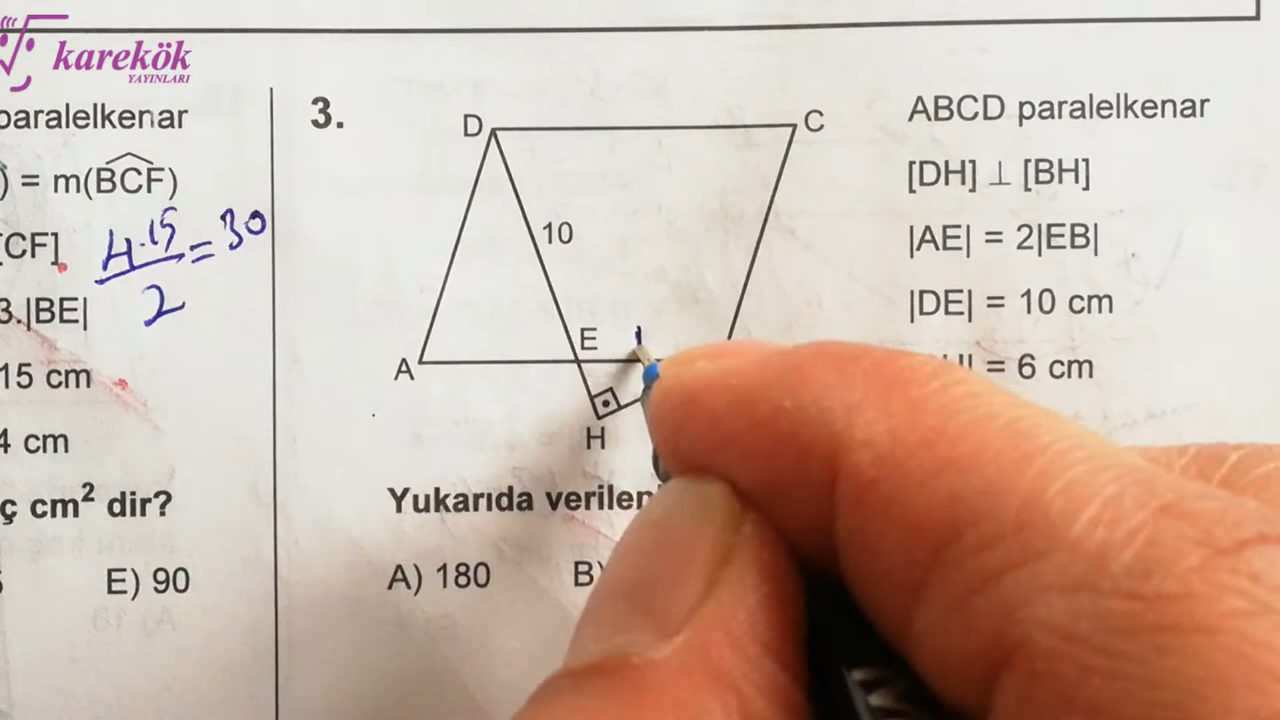 karekök
YAYINLARI
paralelkenar
) = m(BCF)
[CF]
3.|BE|
15 cm
4 cm
ç cm² dir?
E) 90
4.15
2
= 30
3.
D
C
10
E
A
H
ABCD paralelkenar
[DH] ⊥ [BH]
|AE| = 2|EB|
|DE| = 10 cm
= 6 cm
Yukarıda verilen
A) 180
B)